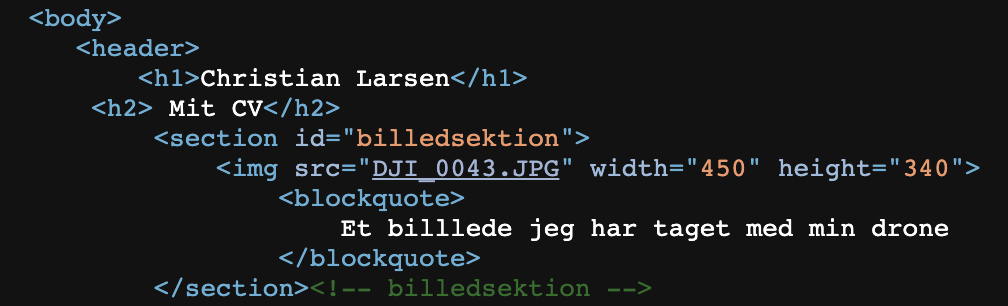 <body>
<header>
<h1>Christian Larsen</h1>
<h2> Mit CV</h2>
<section id="billedsektion">
<img src="DJI_0043.JPG" width="450" height="340">
<blockquote>
Et billlede jeg har taget med min drone
</blockquote>
</section><!-- billedsektion -->